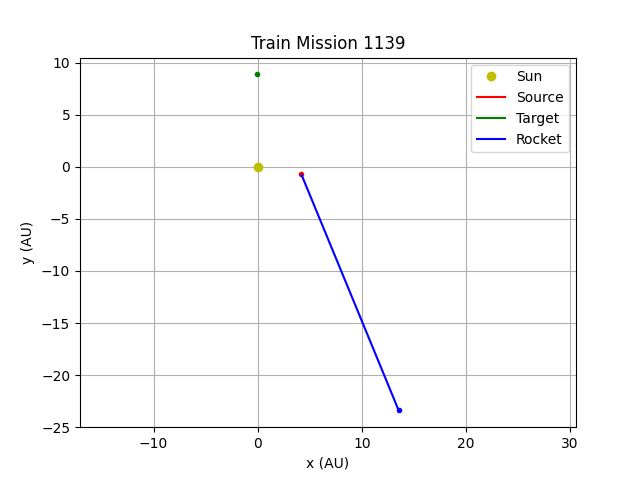 Train Mission 1139
10
5
0
−5
−10
−15
−20
−25
y (AU)
−10
0
10
20
30
x (AU)
Sun
Source
Target
Rocket